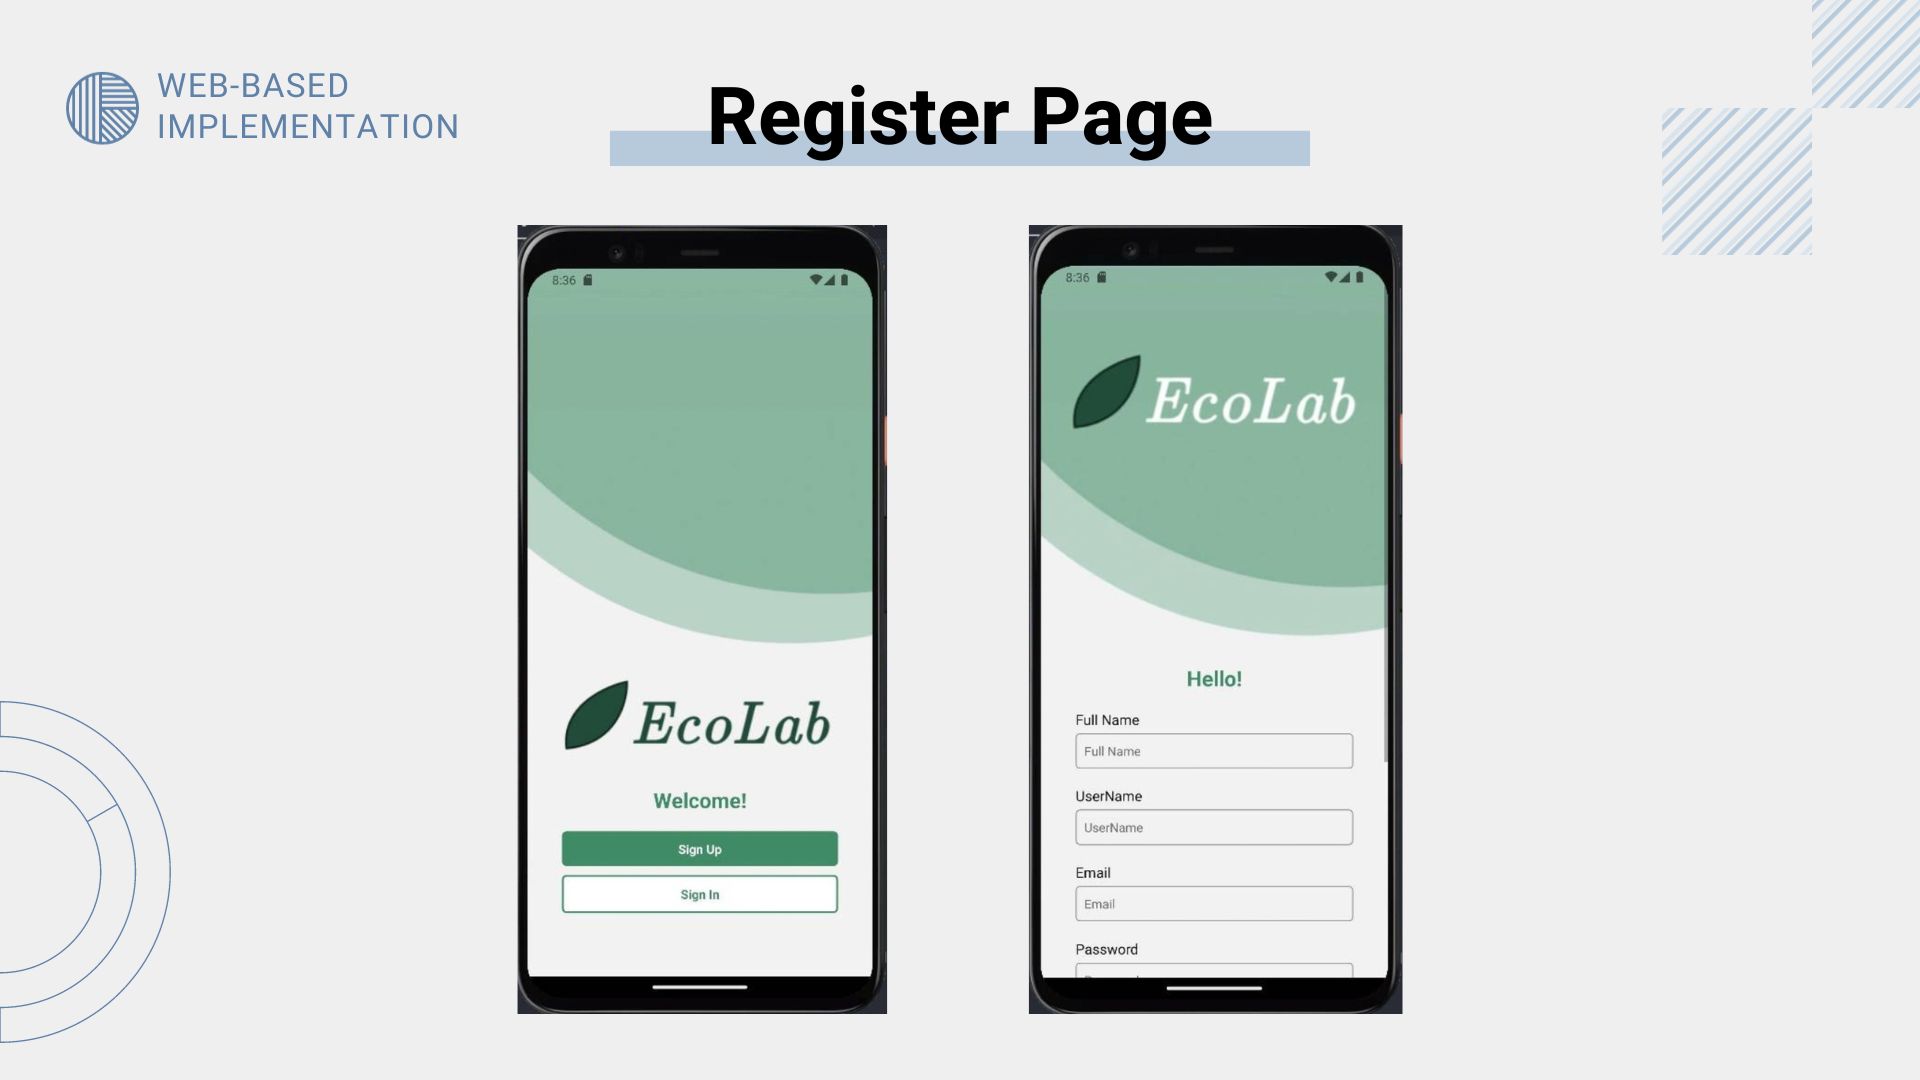 WEB-BASED
IMPLEMENTATION
Register Page
8:36
EcoLab
Welcome!
Sign Up
Sign In
8:36
EcoLab
Hello!
Full Name
Full Name
UserName
UserName
Email
Email
Password